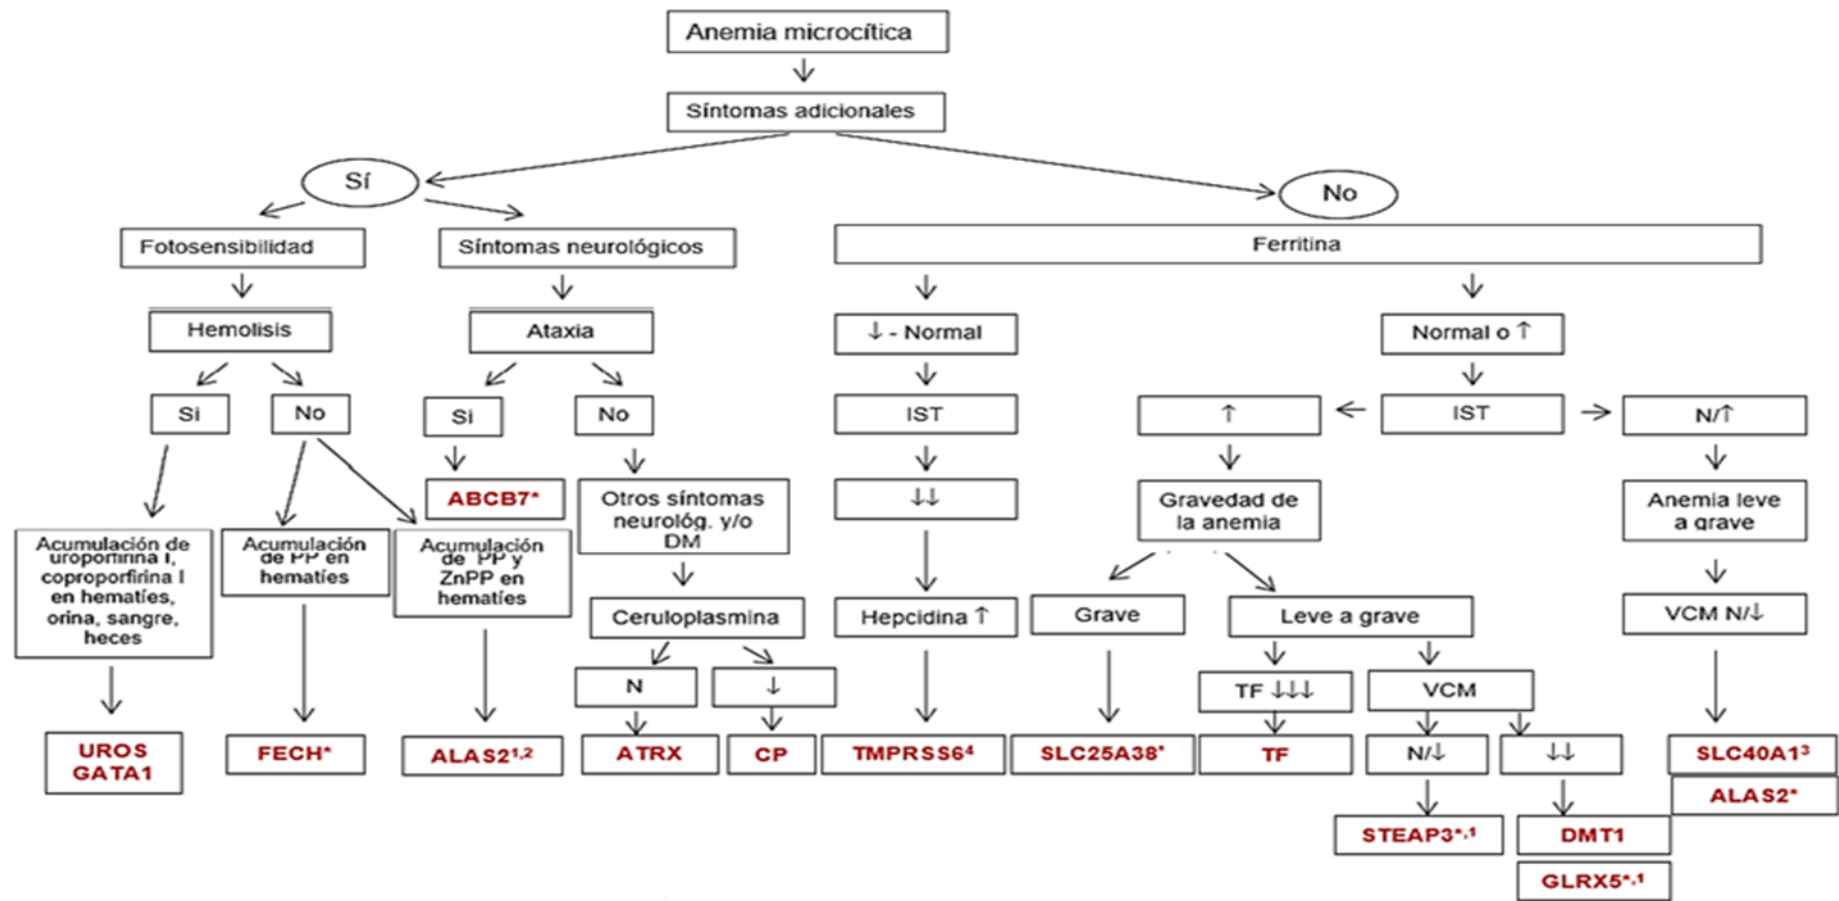 Anemia microcítica
Síntomas adicionales
Sí
No
Fotosensibilidad
Síntomas neurológicos
Ferritina
Hemolisis
Ataxia
↓ - Normal
Normal o ↑
Si
No
Si
No
IST
↑
IST
N/↑
ABCB7*
Otros síntomas
neurológ. y/o
DM
↓↓
Gravedad de
la anemia
Anemia leve
a grave
Acumulación de
uroporfirina I,
coproporfirina I
en hematíes,
orina, sangre,
heces
Acumulación
de PP en
hematíes
Acumulación
de PP y
ZnPP en
hematíes
Ceruloplasmina
Hepcidina ↑
Grave
Leve a grave
VCM N/↓
N
↓
TF ↓↓↓
VCM
UROS
GATA1
FECH*
ALAS2¹,²
ATRX
CP
TMPRSS6⁴
SLC25A38*
TF
N/↓
↓↓
SLC40A1³
ALAS2*
STEAP3*,¹
DMT1
GLRX5*,¹